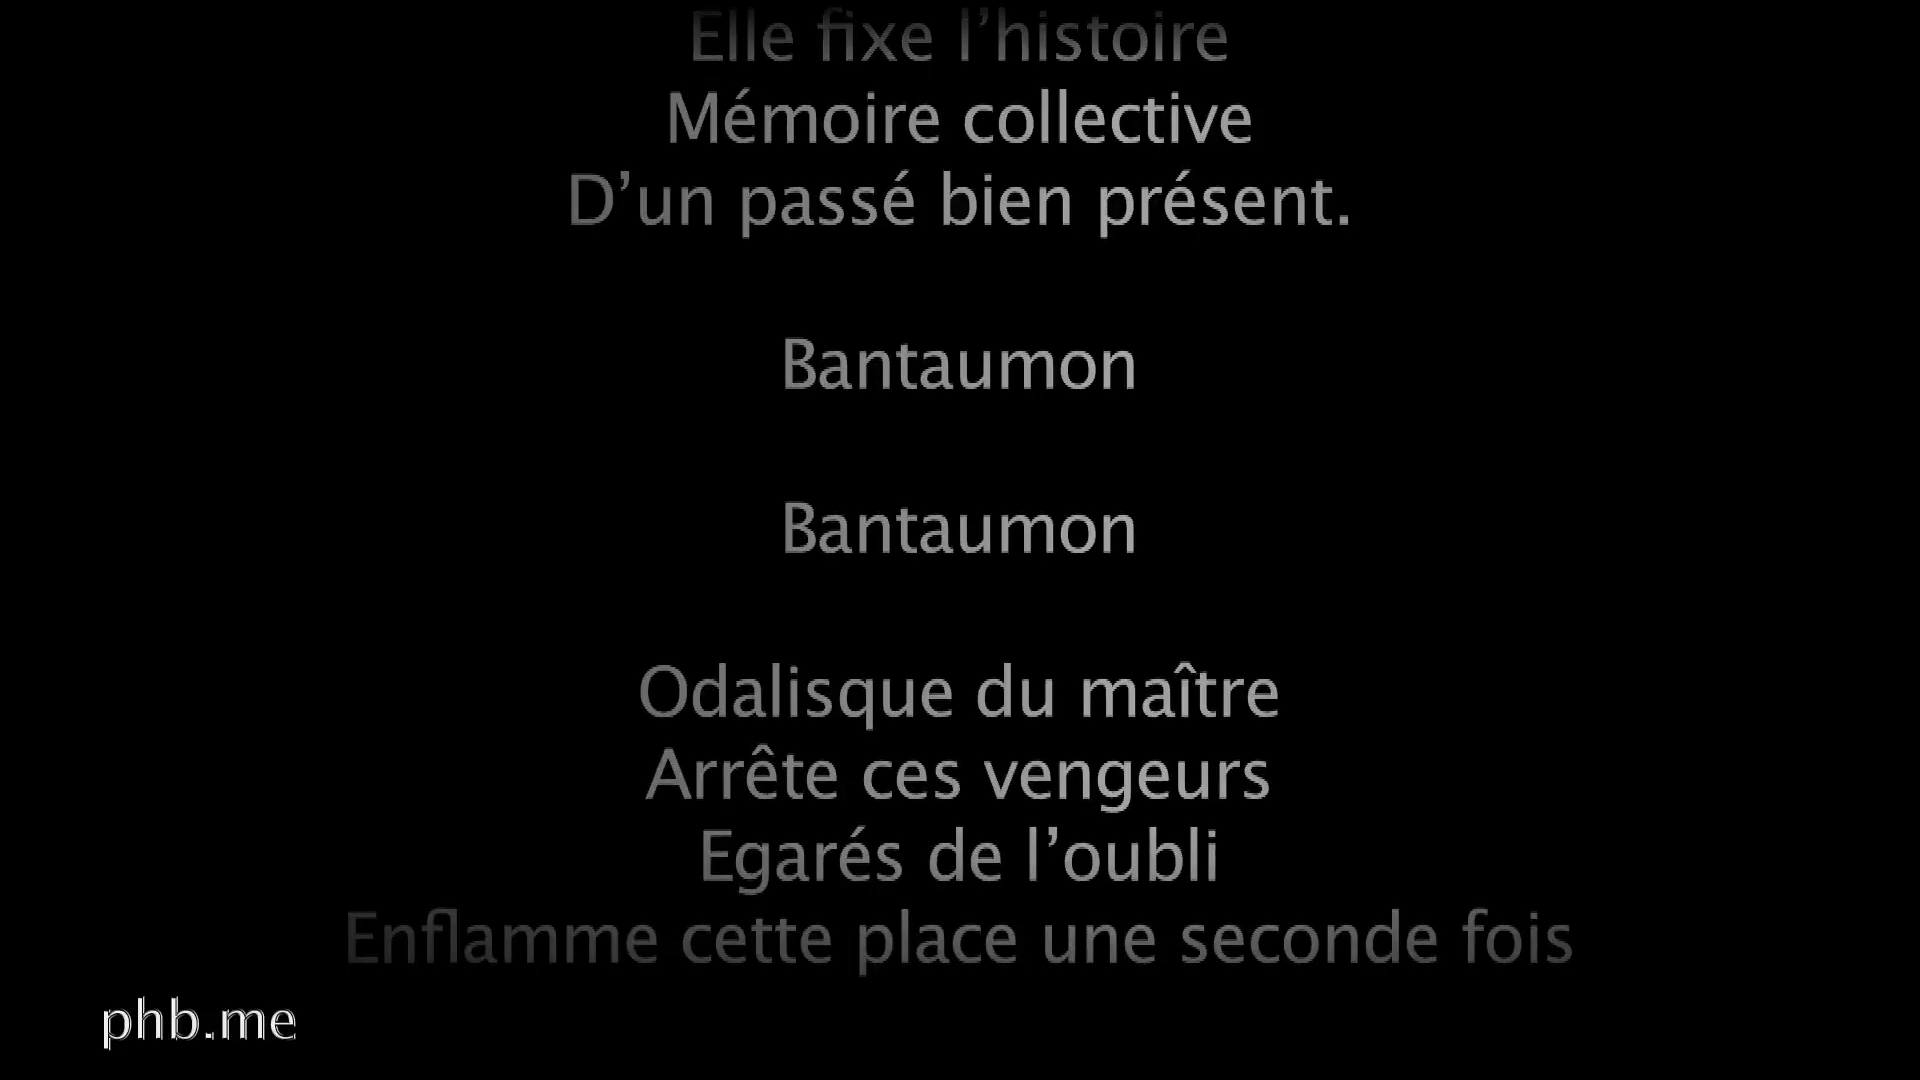 Elle fixe l’histoire
Mémoire collective
D’un passé bien présent.
Bantaumon
Bantaumon
Odalisque du maître
Arrête ces vengeurs
Egarés de l’oubli
Enflamme cette place une seconde fois
phb.me